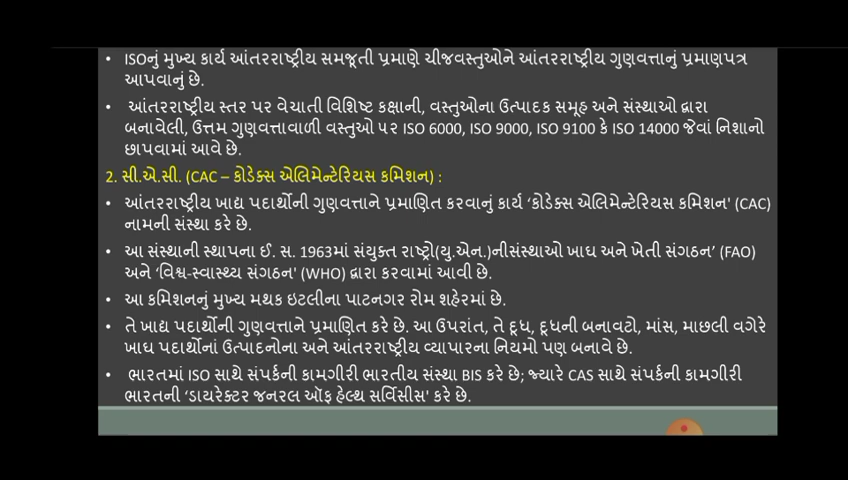 • ISOનું મુખ્ય કાર્ય આંતરરાષ્ટ્રીય સમજૂતી પ્રમાણે ચીજવસ્તુઓને આંતરરાષ્ટ્રીય ગુણવત્તાનું પ્રમાણપત્ર
આપવાનું છે.
• આંતરરાષ્ટ્રીય સ્તર પર વેચાતી વિશિષ્ટ કક્ષાની, વસ્તુઓના ઉત્પાદક સમૂહ અને સંસ્થાઓ દ્વારા
બનાવેલી, ઉત્તમ ગુણવત્તાવાળી વસ્તુઓ પર ISO 6000, ISO 9000, ISO 9100 કે ISO 14000 જેવાં નિશાનો
છાપવામાં આવે છે.
2. સી.એ.સી. (CAC – કોડેક્સ એલિમેન્ટેરિયસ કમિશન) :
• આંતરરાષ્ટ્રીય ખાદ્ય પદાર્થોની ગુણવત્તાને પ્રમાણિત કરવાનું કાર્ય ‘કોડેક્સ એલિમેન્ટેરિયસ કમિશન' (CAC)
નામની સંસ્થા કરે છે.
• આ સંસ્થાની સ્થાપના ઈ. સ. 1963માં સંયુક્ત રાષ્ટ્રો(યુ.એન.)નીસંસ્થાઓ ખાધ અને ખેતી સંગઠન’ (FAO)
અને ‘વિશ્વ-સ્વાસ્થ્ય સંગઠન' (WHO) દ્વારા કરવામાં આવી છે.
• આ કમિશનનું મુખ્ય મથક ઇટલીના પાટનગર રોમ શહેરમાં છે.
• તે ખાદ્ય પદાર્થોની ગુણવત્તાને પ્રમાણિત કરે છે. આ ઉપરાંત, તે દૂધ, દૂધની બનાવટો, માંસ, માછલી વગેરે
ખાધ પદાર્થોનાં ઉત્પાદનોના અને આંતરરાષ્ટ્રીય વ્યાપારના નિયમો પણ બનાવે છે.
• ભારતમાં ISO સાથે સંપર્કની કામગીરી ભારતીય સંસ્થા BIS કરે છે; જ્યારે CAS સાથે સંપર્કની કામગીરી
ભારતની ‘ડાયરેક્ટર જનરલ ઑફ હેલ્થ સર્વિસીસ' કરે છે.